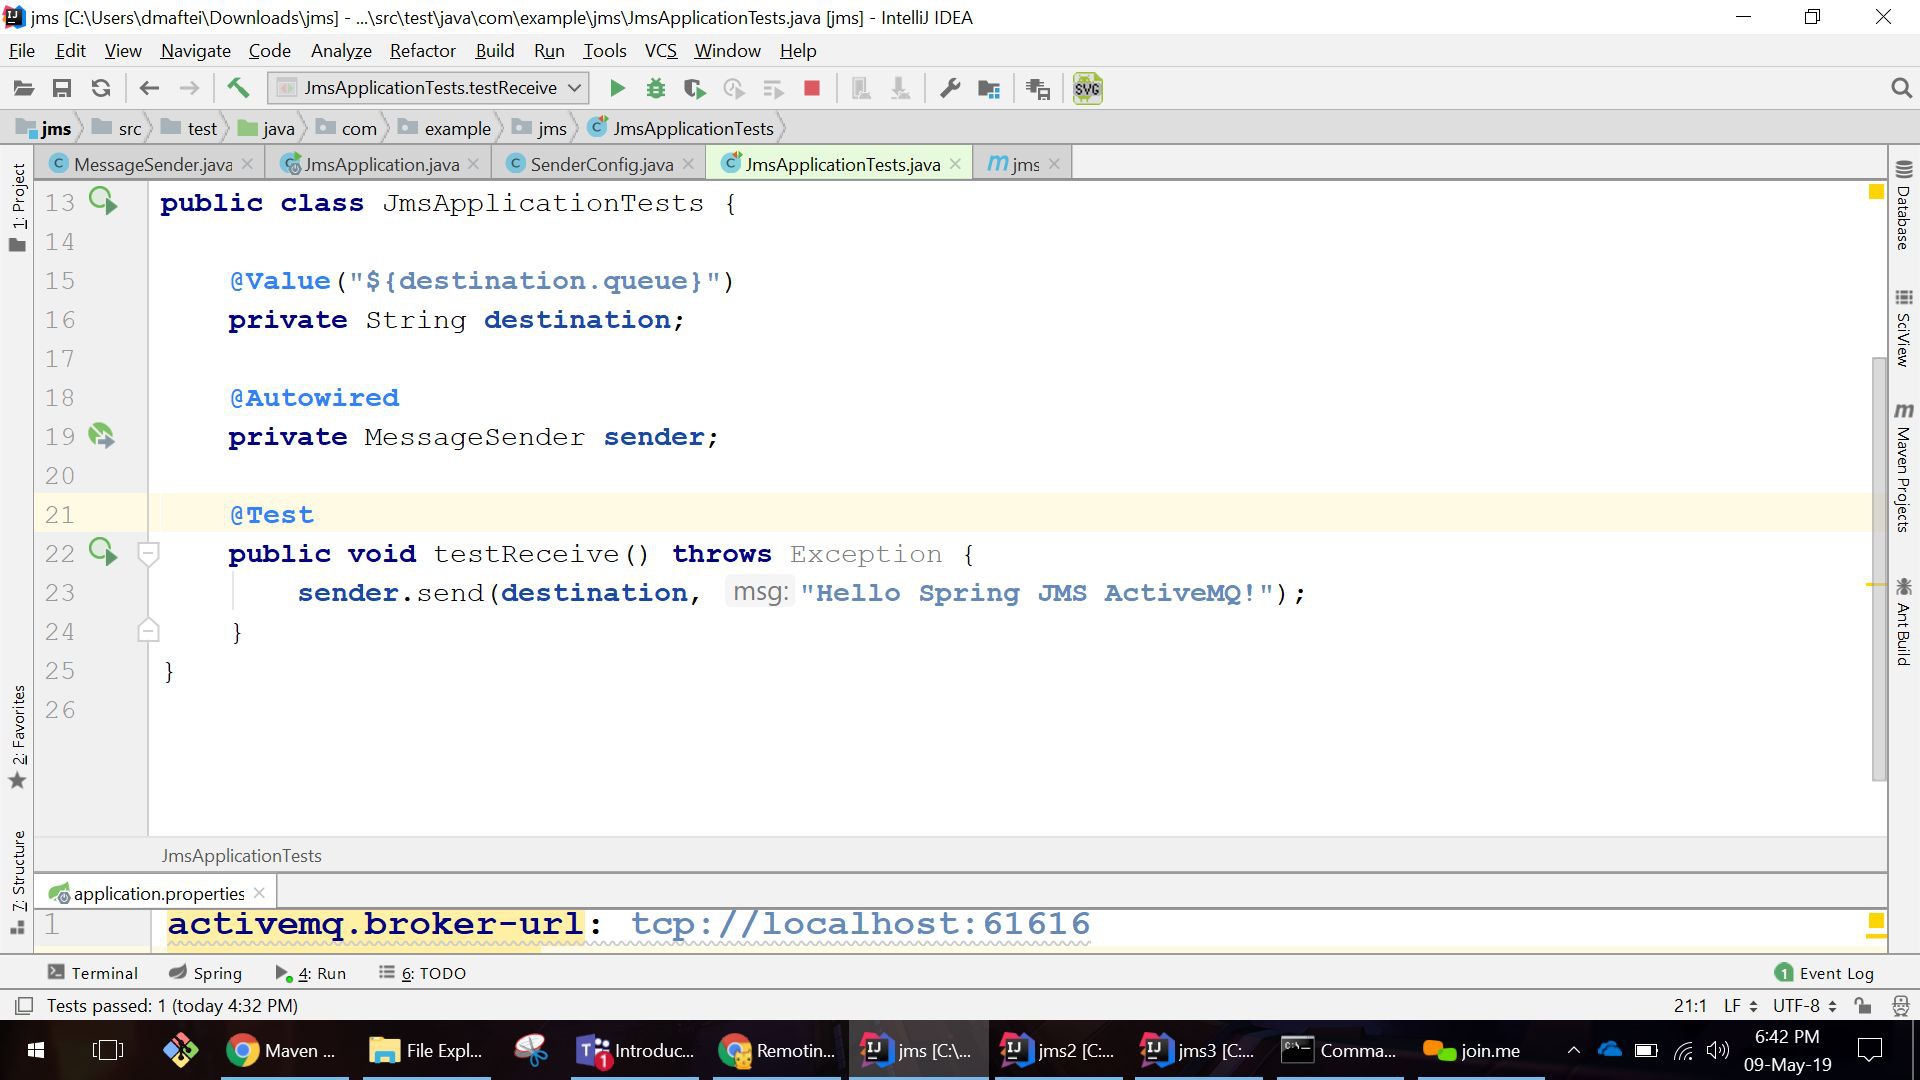 jms [C:\Users\dmaftei\Downloads\jms] - ...\src\test\java\com\example\jms\JmsApplicationTests.java [jms] - IntelliJ IDEA
File Edit View Navigate Code Analyze Refactor Build Run Tools VCS Window Help
JmsApplicationTests.testReceive
SVG
jms src test java com example jms JmsApplicationTests
MessageSender.java JmsApplication.java SenderConfig.java JmsApplicationTests.java jms
1: Project
2: Favorites
7: Structure
13 public class JmsApplicationTests {
14
15 @Value("${destination.queue}")
16 private String destination;
17
18 @Autowired
19 private MessageSender sender;
20
21 @Test
22 public void testReceive() throws Exception {
23 sender.send(destination, msg: "Hello Spring JMS ActiveMQ!");
24 }
25 }
26
Database
SciView
Maven Projects
Ant Build
JmsApplicationTests
application.properties
1 activemq.broker-url: tcp://localhost:61616
Terminal Spring 4: Run 6: TODO 1 Event Log
Tests passed: 1 (today 4:32 PM) 21:1 LF UTF-8
Maven ... File Expl... 1 Introduc... Remotin... jms [C:\... jms2 [C:... jms3 [C:... Comma... join.me
6:42 PM
09-May-19